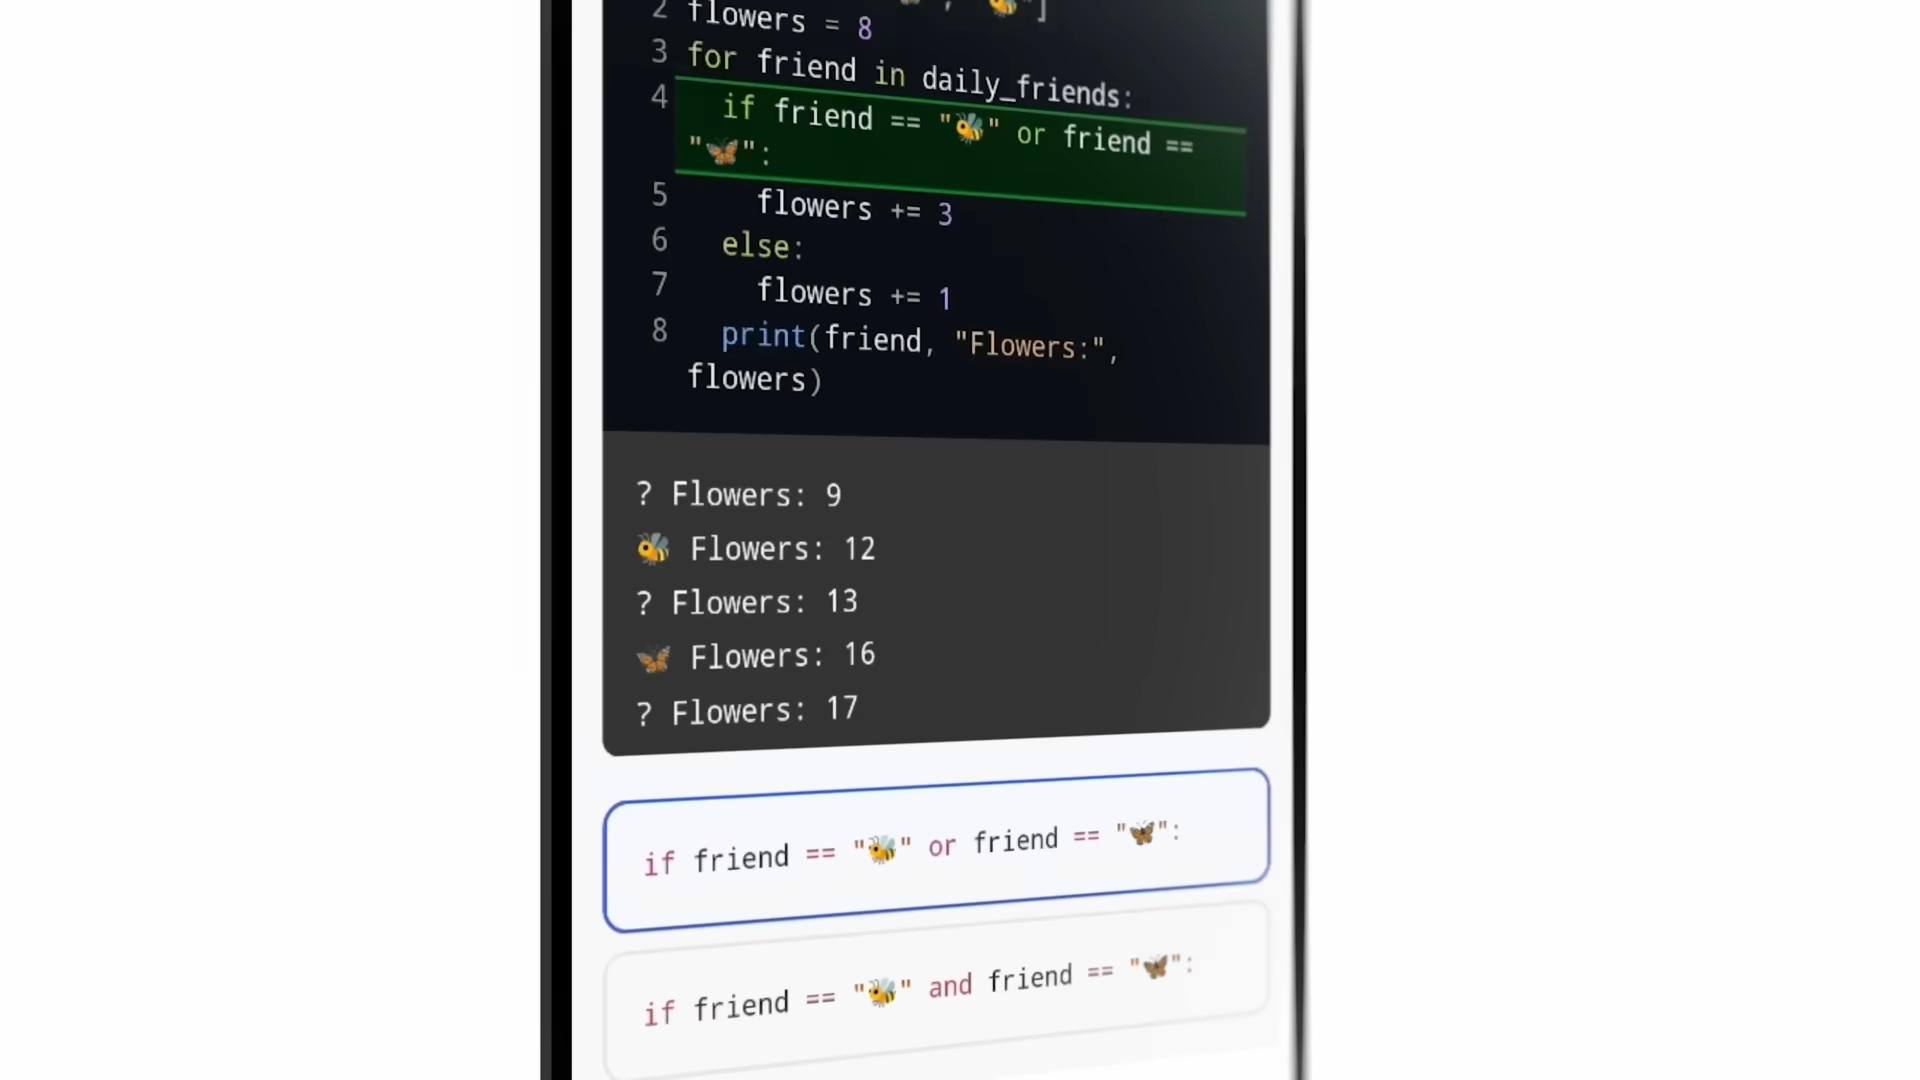 2 flowers = 8
3 for friend in daily_friends:
4 if friend == "🐝" or friend ==
"🦋":
5 flowers += 3
6 else:
7 flowers += 1
8 print(friend, "Flowers:",
flowers)
? Flowers: 9
🐝 Flowers: 12
? Flowers: 13
🦋 Flowers: 16
? Flowers: 17
if friend == "🐝" or friend == "🦋":
if friend == "🐝" and friend == "🦋":